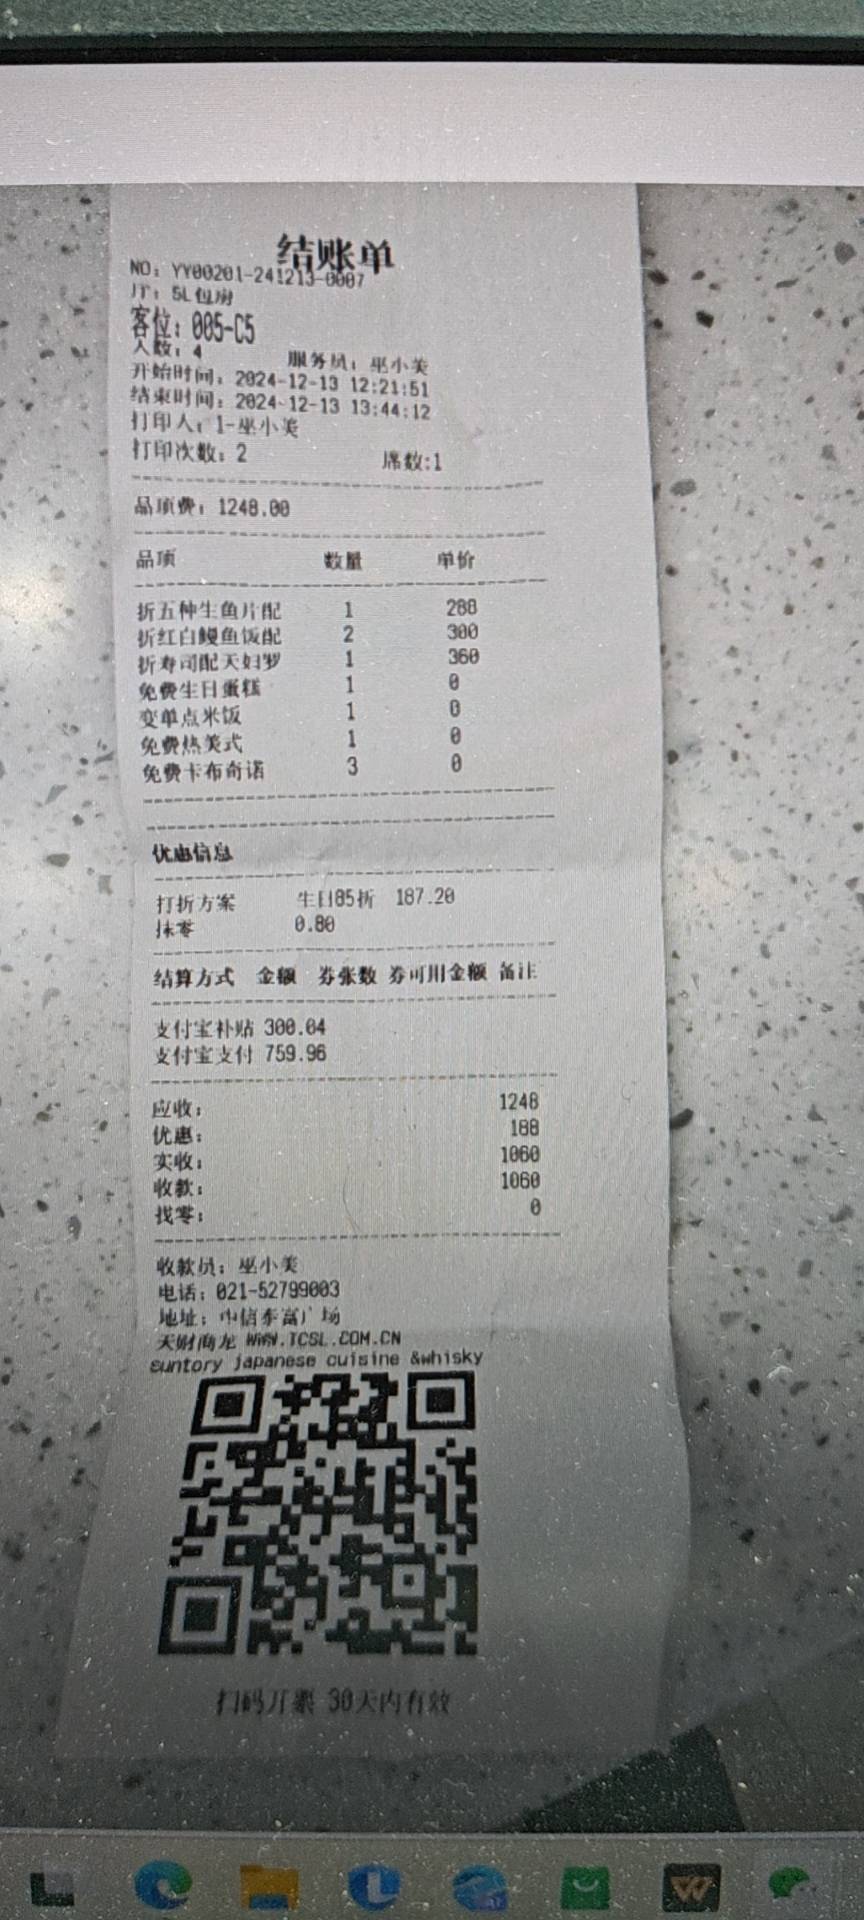 结账单
NO: YY00201-241213-0007
厅: 5L包房
客位: 005-C5
人数: 4 服务员: 巫小美
开始时间: 2024-12-13 12:21:51
结束时间: 2024-12-13 13:44:12
打印人: 1-巫小美
打印次数: 2 席数:1
品项费: 1248.00
品项 数量 单价
折五种生鱼片配 1 288
折红白鳗鱼饭配 2 300
折寿司配天妇罗 1 360
免费生日蛋糕 1 0
变单点米饭 1 0
免费热美式 1 0
免费卡布奇诺 3 0
优惠信息
打折方案 生日85折 187.20
抹零 0.80
结算方式 金额 券张数 券可用金额 备注
支付宝补贴 300.04
支付宝支付 759.96
应收: 1248
优惠: 188
实收: 1060
收款: 1060
找零: 0
收款员: 巫小美
电话: 021-52799003
地址: 中信泰富广场
天财商龙 WWW.TCSL.COM.CN
suntory japanese cuisine &whisky
扫码开票 30天内有效